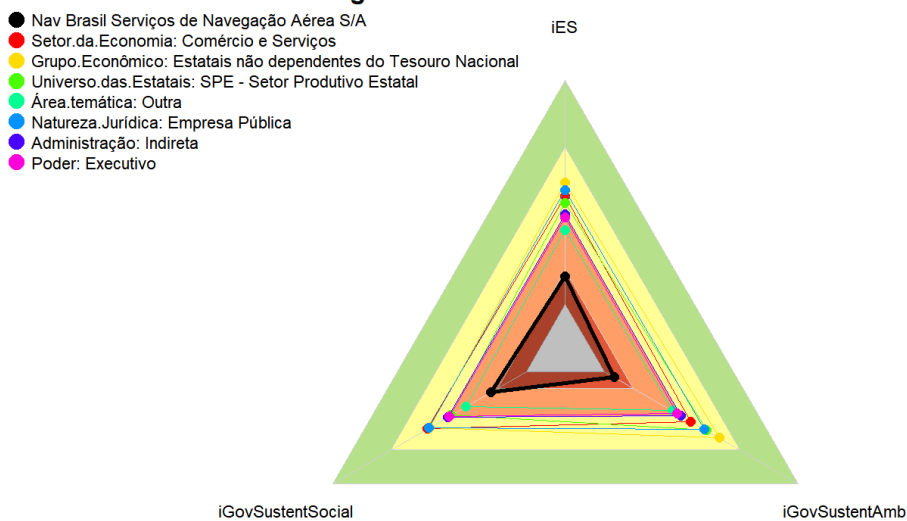 Nav Brasil Serviços de Navegação Aérea S/A
Setor.da.Economia: Comércio e Serviços
Grupo.Econômico: Estatais não dependentes do Tesouro Nacional
Universo.das.Estatais: SPE - Setor Produtivo Estatal
Área.temática: Outra
Natureza.Jurídica: Empresa Pública
Administração: Indireta
Poder: Executivo
iES
iGovSustentSocial
iGovSustentAmb